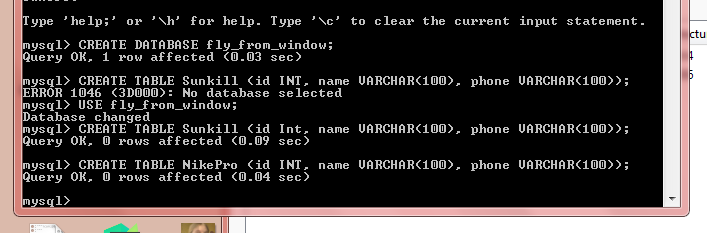 Type 'help;' or '\h' for help. Type '\c' to clear the current input statement.
mysql> CREATE DATABASE fly_from_window;
Query OK, 1 row affected (0.03 sec)
mysql> CREATE TABLE Sunkill (id INT, name VARCHAR(100), phone VARCHAR(100));
ERROR 1046 (3D000): No database selected
mysql> USE fly_from_window;
Database changed
mysql> CREATE TABLE Sunkill (id Int, name VARCHAR(100), phone VARCHAR(100));
Query OK, 0 rows affected (0.09 sec)
mysql> CREATE TABLE NikePro (id INT, name VARCHAR(100), phone VARCHAR(100));
Query OK, 0 rows affected (0.04 sec)
mysql>
ctu
4